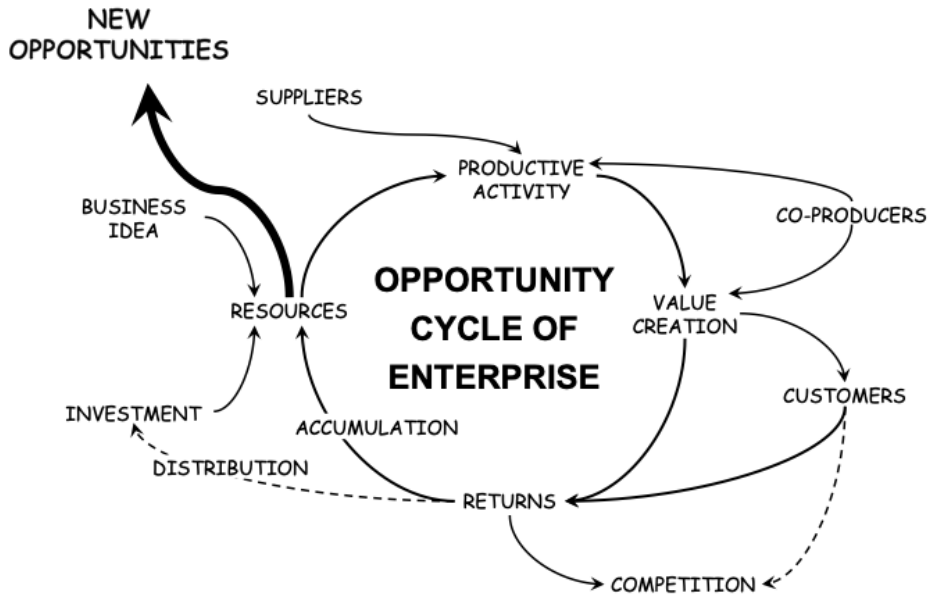 NEW
OPPORTUNITIES
SUPPLIERS
PRODUCTIVE
ACTIVITY
BUSINESS
IDEA
CO-PRODUCERS
OPPORTUNITY
CYCLE OF
ENTERPRISE
RESOURCES
VALUE
CREATION
CUSTOMERS
INVESTMENT
ACCUMULATION
DISTRIBUTION
RETURNS
COMPETITION